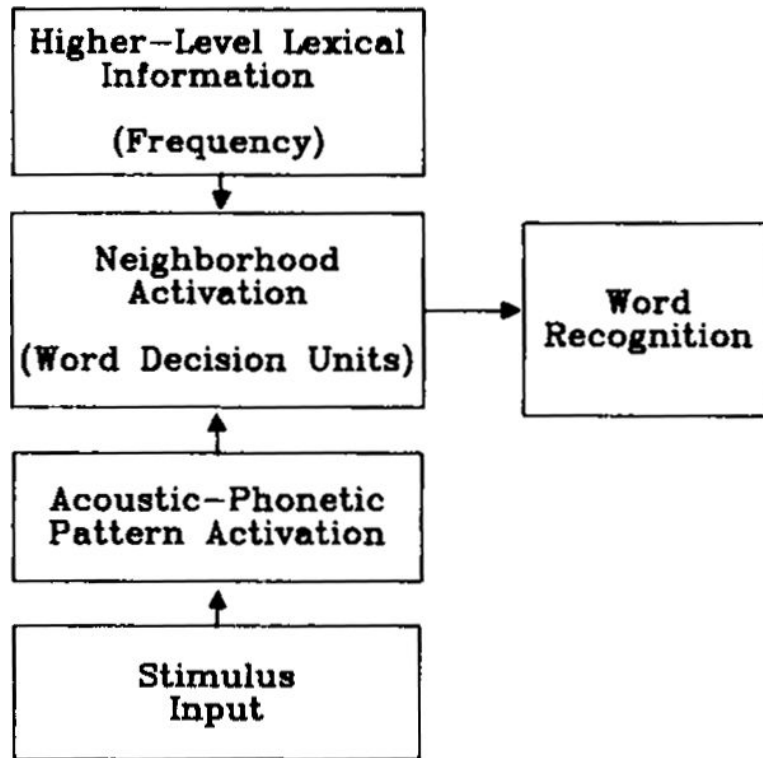 Higher-Level Lexical
Information
(Frequency)
Neighborhood
Activation
(Word Decision Units)
Word
Recognition
Acoustic-Phonetic
Pattern Activation
Stimulus
Input